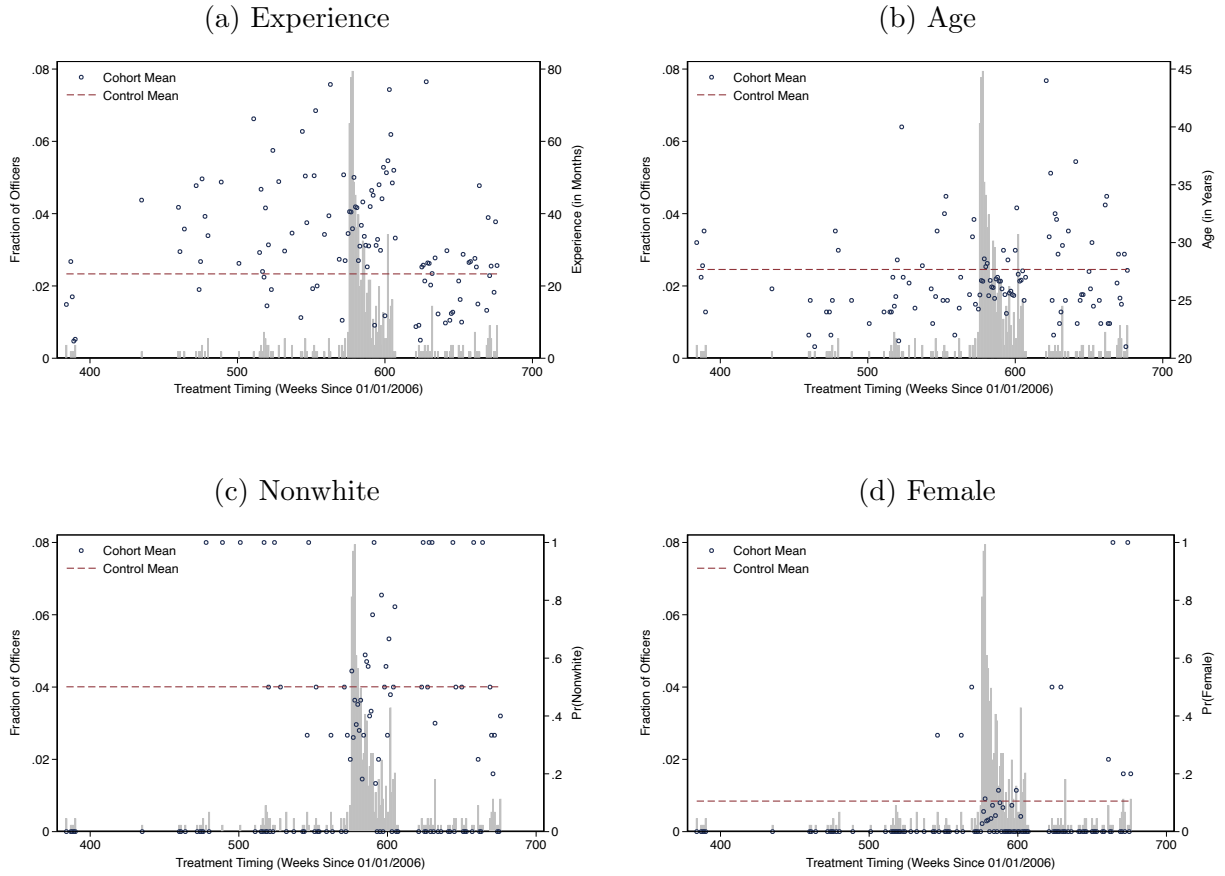 (a) Experience
Cohort Mean
Control Mean
Fraction of Officers
0
.02
.04
.06
.08
Experience (in Months)
0
20
40
60
80
400
500
600
700
Treatment Timing (Weeks Since 01/01/2006)
(b) Age
Cohort Mean
Control Mean
Fraction of Officers
0
.02
.04
.06
.08
Age (in Years)
20
25
30
35
40
45
400
500
600
700
Treatment Timing (Weeks Since 01/01/2006)
(c) Nonwhite
Cohort Mean
Control Mean
Fraction of Officers
0
.02
.04
.06
.08
Pr(Nonwhite)
0
.2
.4
.6
.8
1
400
500
600
700
Treatment Timing (Weeks Since 01/01/2006)
(d) Female
Cohort Mean
Control Mean
Fraction of Officers
0
.02
.04
.06
.08
Pr(Female)
0
.2
.4
.6
.8
1
400
500
600
700
Treatment Timing (Weeks Since 01/01/2006)